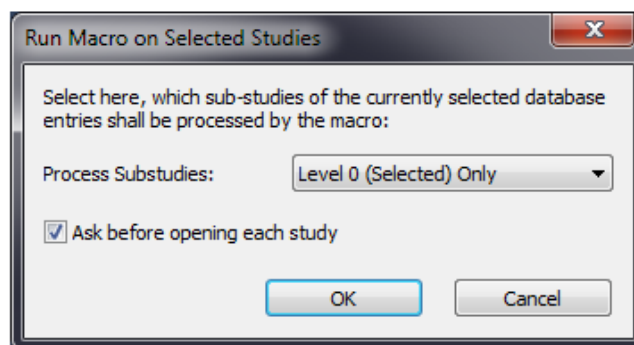 Run Macro on Selected Studies
Select here, which sub-studies of the currently selected database
entries shall be processed by the macro:
Process Substudies: Level 0 (Selected) Only
Ask before opening each study
OK Cancel